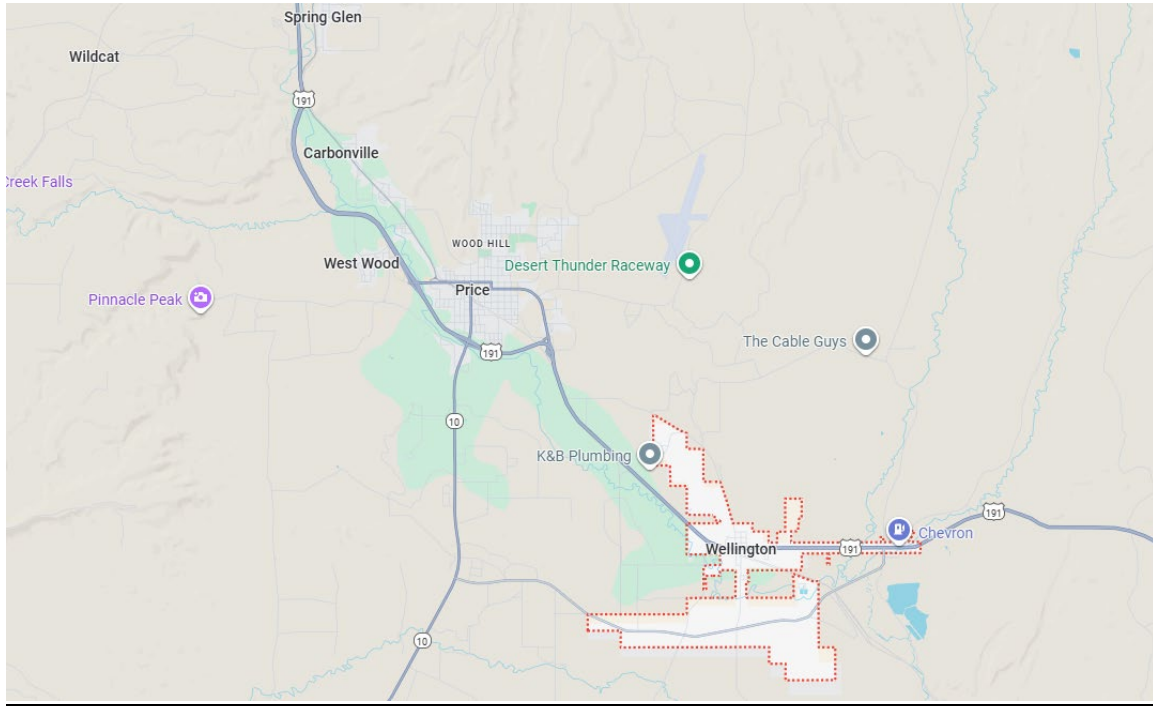 Spring Glen
Wildcat
191
Carbonville
Creek Falls
WOOD HILL
West Wood
Desert Thunder Raceway
Price
Pinnacle Peak
The Cable Guys
191
10
K&B Plumbing
191
Chevron
Wellington
191
10